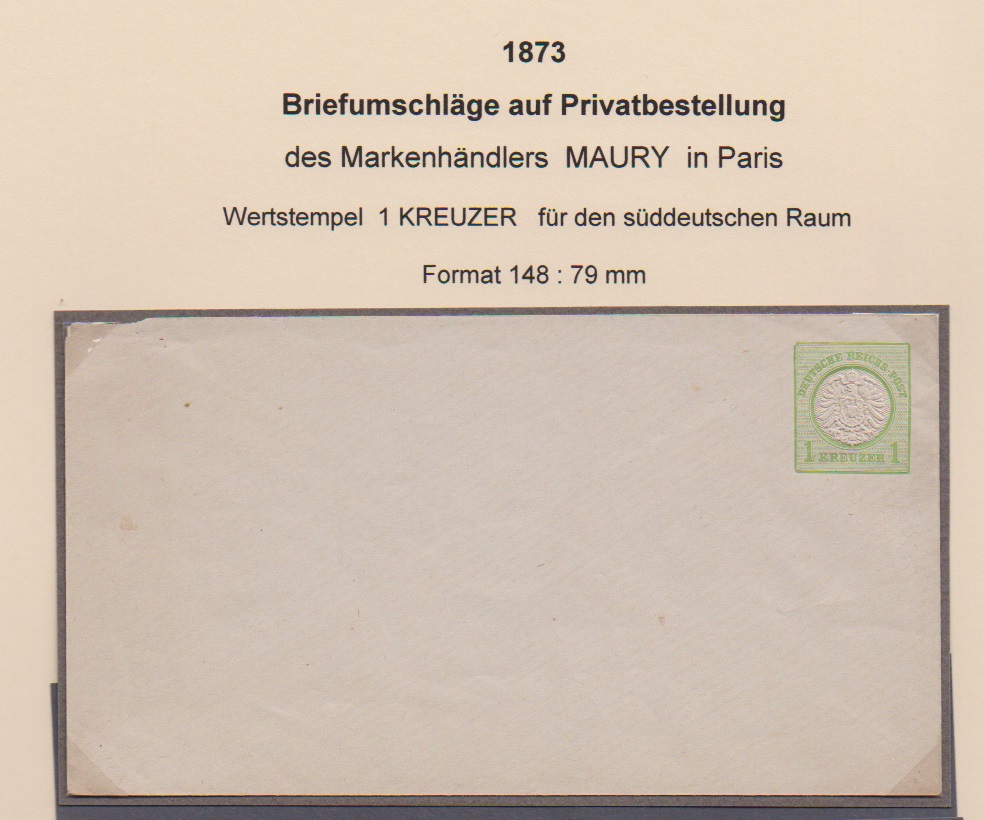 1873
Briefumschläge auf Privatbestellung
des Markenhändlers MAURY in Paris
Wertstempel 1 KREUZER für den süddeutschen Raum
Format 148 : 79 mm
DEUTSCHE REICHS-POST
1 KREUZER 1